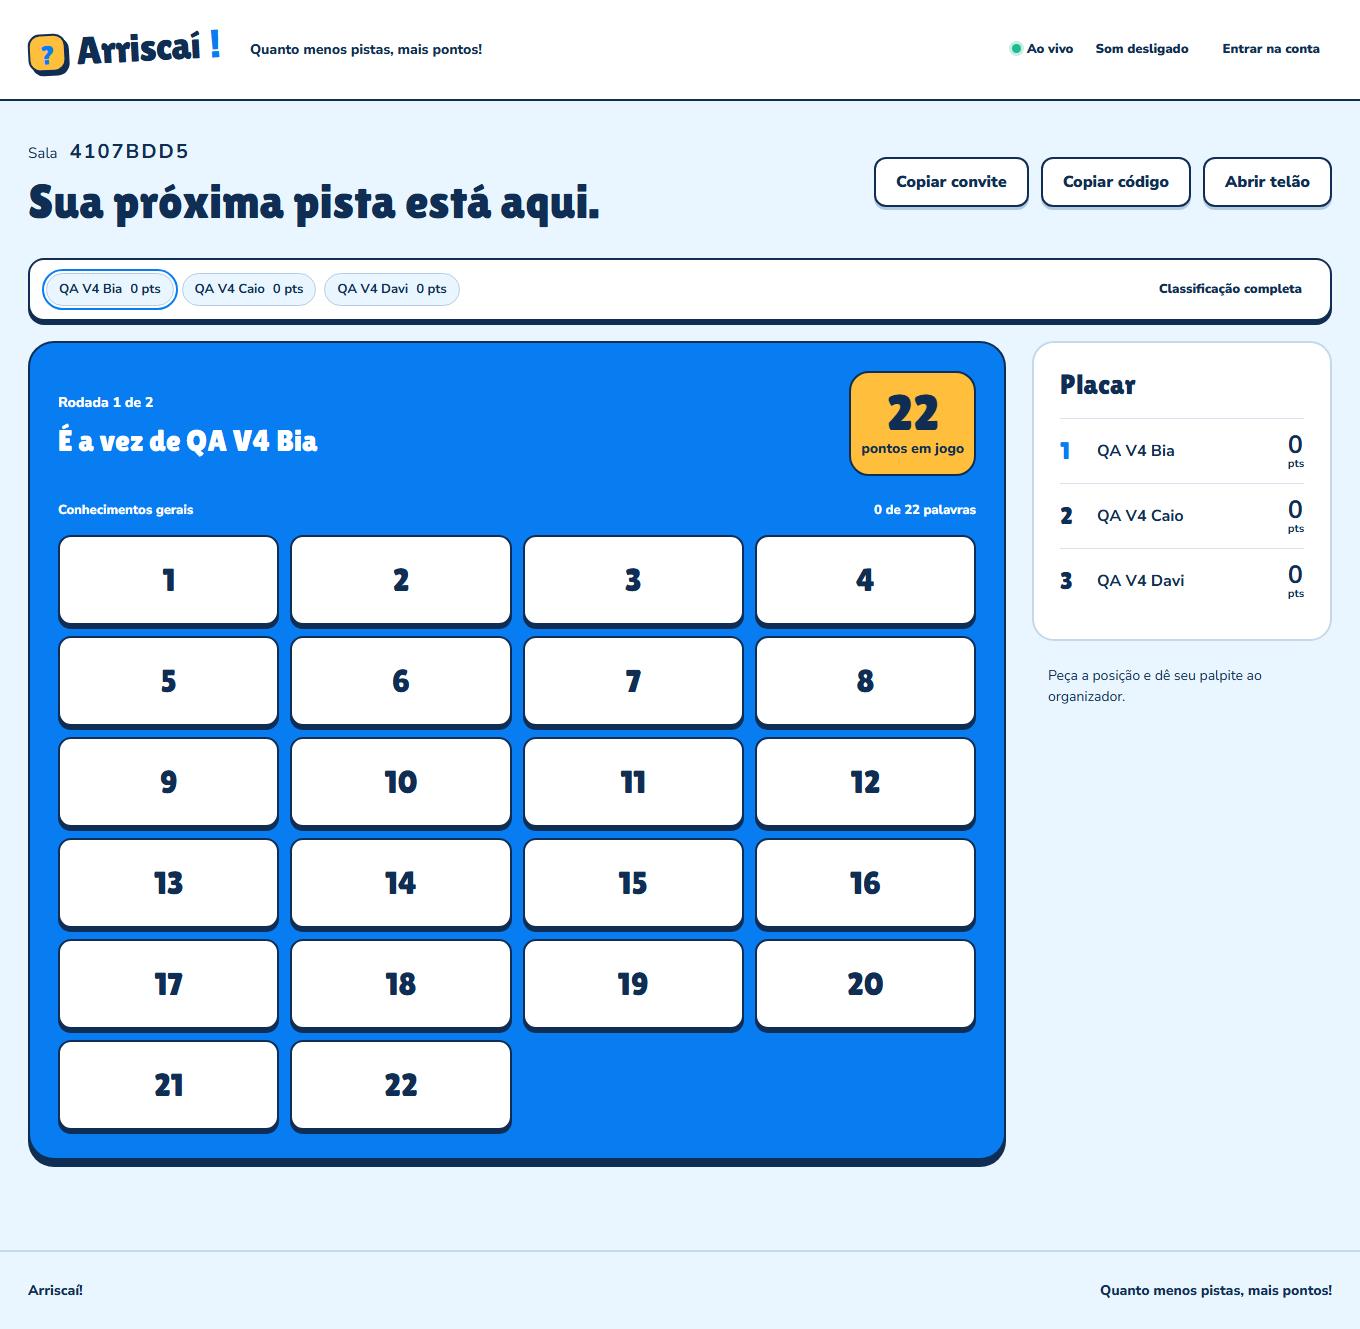 ? Arriscaí !
Quanto menos pistas, mais pontos!
Ao vivo
Som desligado
Entrar na conta
Sala 4107BDD5
Sua próxima pista está aqui.
Copiar convite
Copiar código
Abrir telão
QA V4 Bia 0 pts
QA V4 Caio 0 pts
QA V4 Davi 0 pts
Classificação completa
Rodada 1 de 2
É a vez de QA V4 Bia
22
pontos em jogo
Conhecimentos gerais
0 de 22 palavras
1
2
3
4
5
6
7
8
9
10
11
12
13
14
15
16
17
18
19
20
21
22
Placar
1 QA V4 Bia 0
pts
2 QA V4 Caio 0
pts
3 QA V4 Davi 0
pts
Peça a posição e dê seu palpite ao
organizador.
Arriscaí!
Quanto menos pistas, mais pontos!